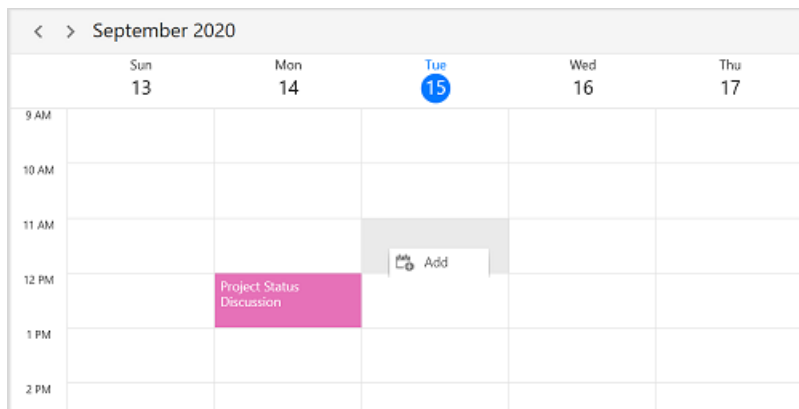 September 2020
Sun Mon Tue Wed Thu
13 14 15 16 17
9 AM
10 AM
11 AM
Add
12 PM
Project Status
Discussion
1 PM
2 PM